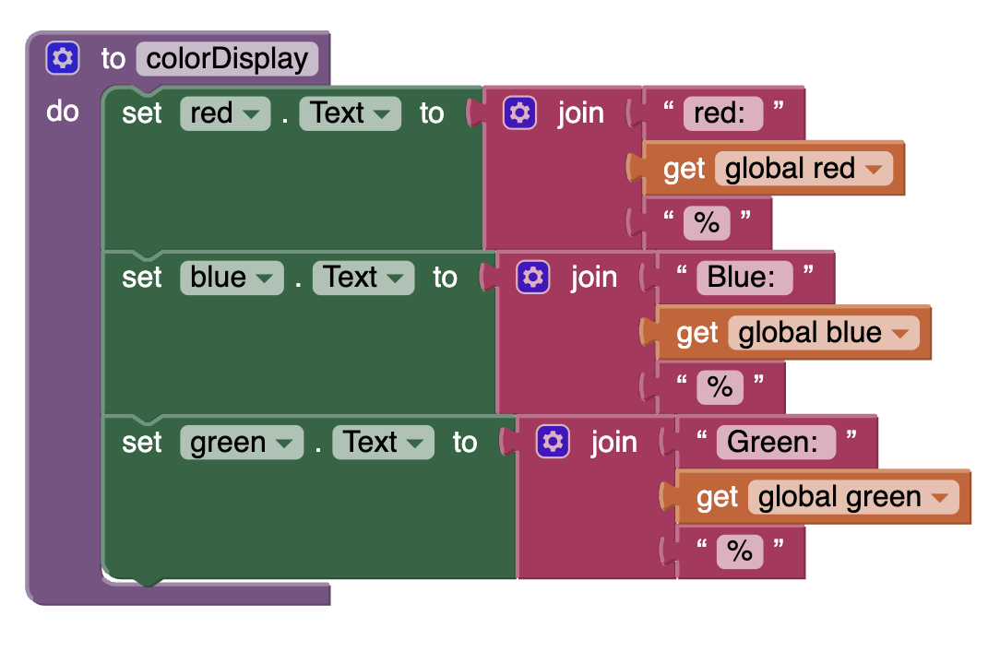 to colorDisplay
do set red . Text to join “ red: ”
get global red
“ % ”
set blue . Text to join “ Blue: ”
get global blue
“ % ”
set green . Text to join “ Green: ”
get global green
“ % ”